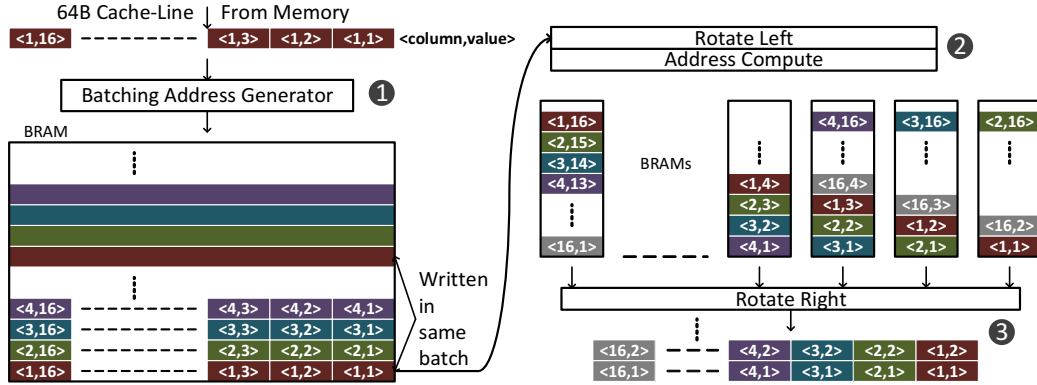 64B Cache-Line From Memory
<1,16> <1,3> <1,2> <1,1> <column,value>
Batching Address Generator 1
BRAM
<4,16> <4,3> <4,2> <4,1>
<3,16> <3,3> <3,2> <3,1>
<2,16> <2,3> <2,2> <2,1>
<1,16> <1,3> <1,2> <1,1>
Written
in
same
batch
Rotate Left
Address Compute
2
<1,16> <4,16> <3,16> <2,16>
<2,15>
<3,14>
<4,13>
BRAMs
<1,4> <16,4>
<2,3> <1,3> <16,3>
<3,2> <2,2> <1,2> <16,2>
<16,1> <4,1> <3,1> <2,1> <1,1>
Rotate Right
3
<16,2> <4,2> <3,2> <2,2> <1,2>
<16,1> <4,1> <3,1> <2,1> <1,1>